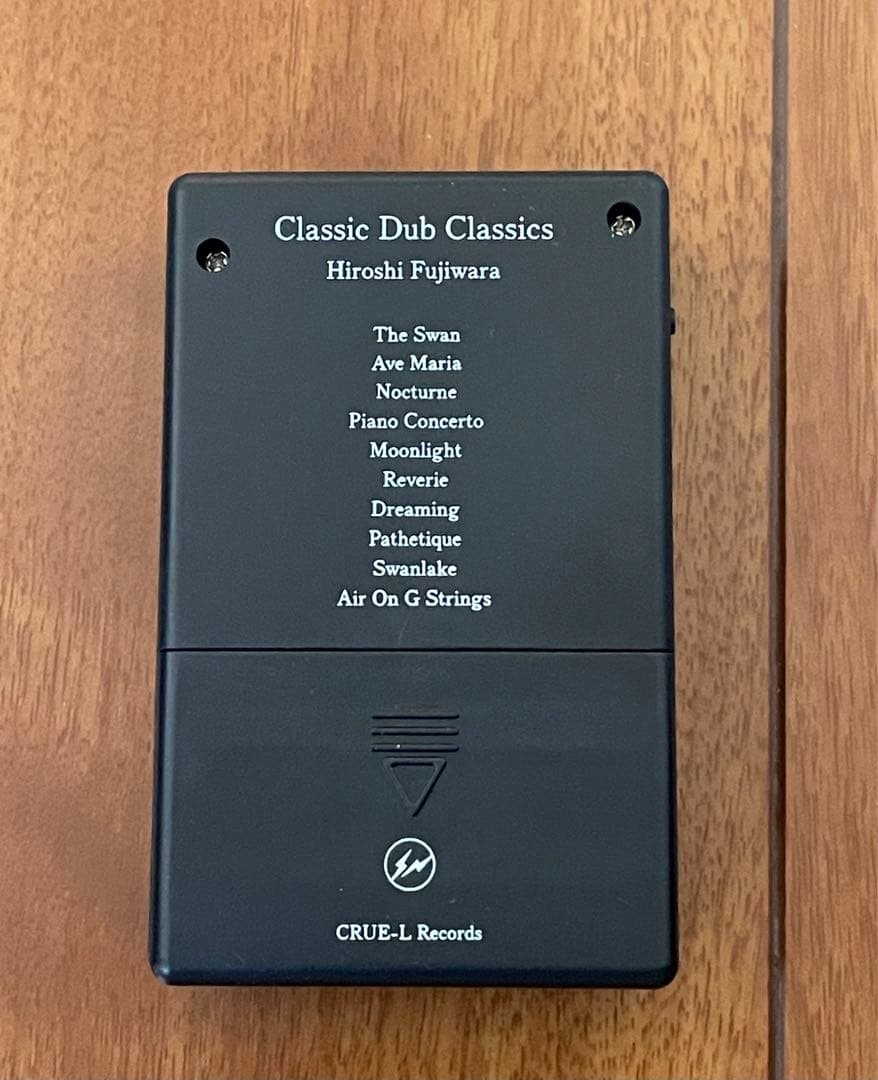 Classic Dub Classics
Hiroshi Fujiwara
The Swan
Ave Maria
Nocturne
Piano Concerto
Moonlight
Reverie
Dreaming
Pathetique
Swanlake
Air On G Strings
CRUE-L Records